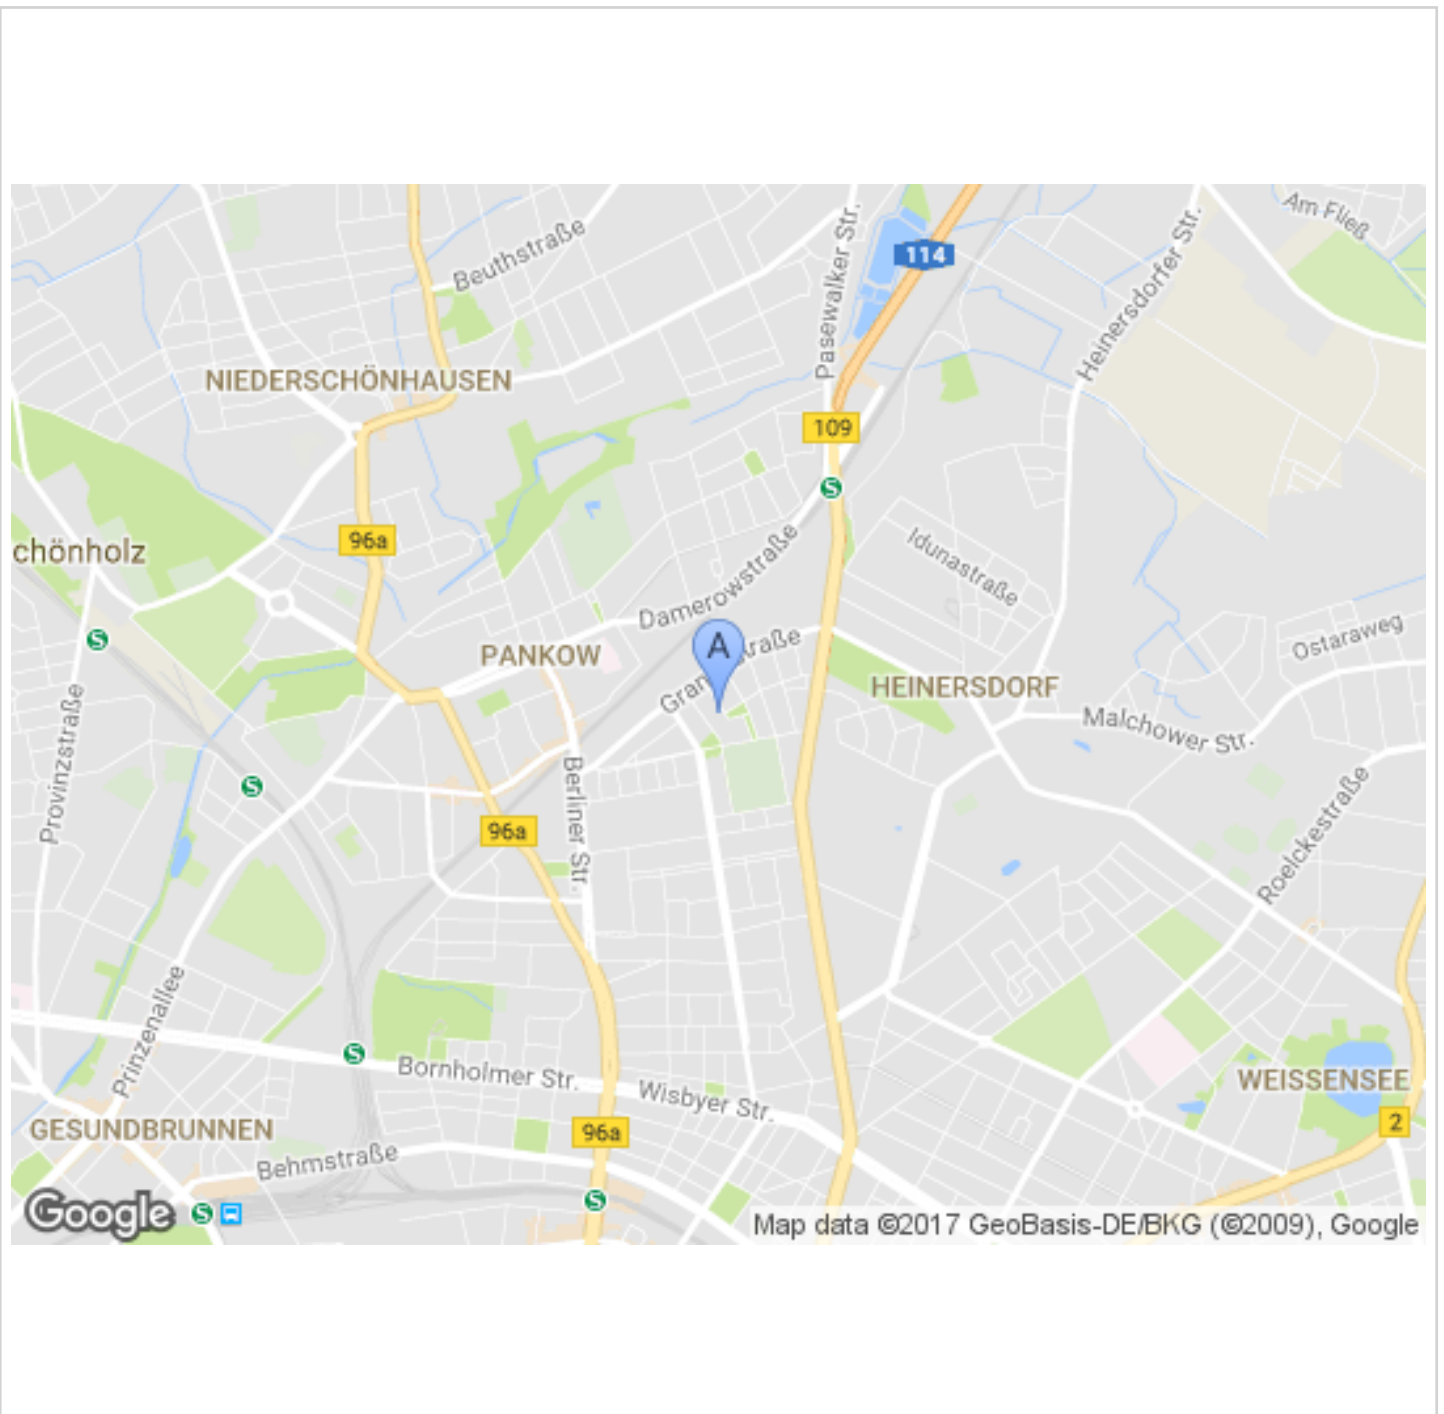 Am Fließ
Beuthstraße
Pasewalker Str.
114
Heinersdorfer Str.
NIEDERSCHÖNHAUSEN
109
S
96a
chönholz
Idunastraße
Damerowstraße
S
A
PANKOW
Ostaraweg
HEINERSDORF
Provinzstraße
Malchower Str.
S
Berliner Str.
96a
Roelckestraße
Prinzenallee
S
Bornholmer Str.
Wisbyer Str.
WEISSENSEE
GESUNDBRUNNEN
96a
2
Behmstraße
S
S
Google
Map data ©2017 GeoBasis-DE/BKG (©2009), Google